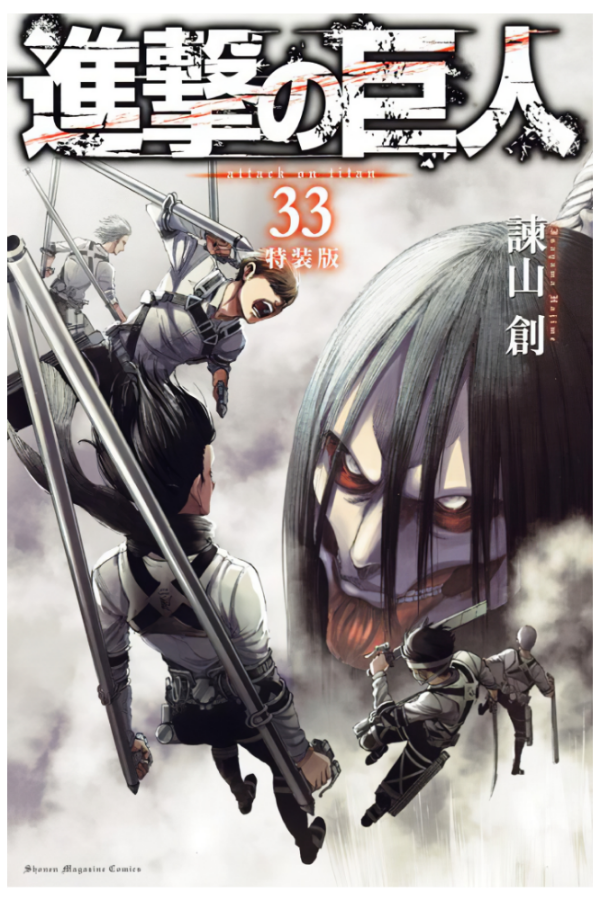 進撃の巨人
attack on titan
33
特装版
諫山 創
Isayama Hajime
Shonen Magazine Comics